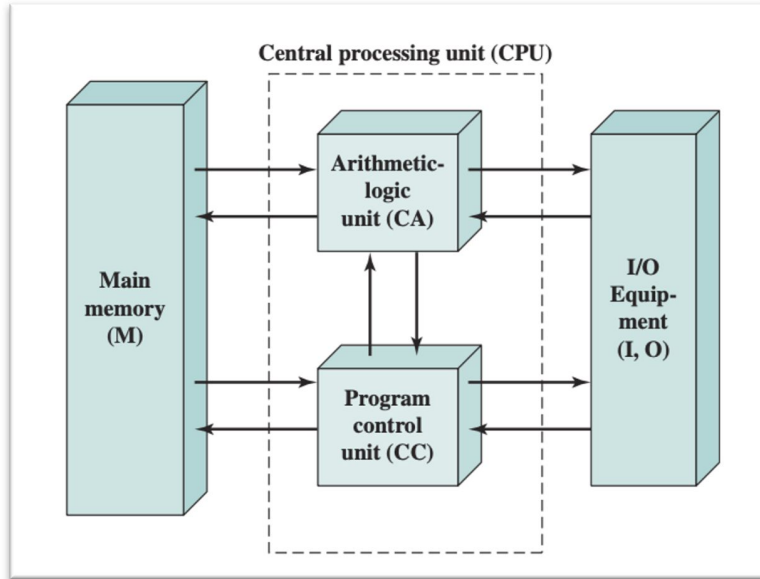 Central processing unit (CPU)
Arithmetic-
logic
unit (CA)
Main
memory
(M)
I/O
Equip-
ment
(I, O)
Program
control
unit (CC)